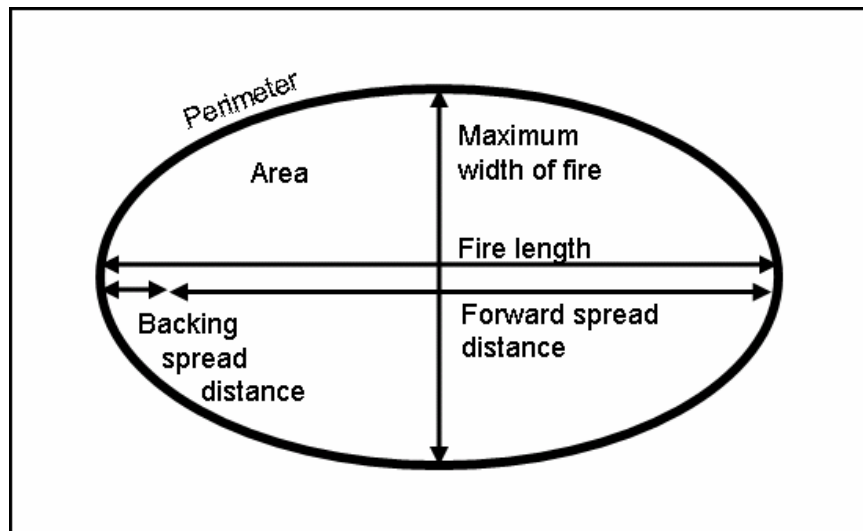 Perimeter
Area
Maximum
width of fire
Fire length
Backing
spread
distance
Forward spread
distance